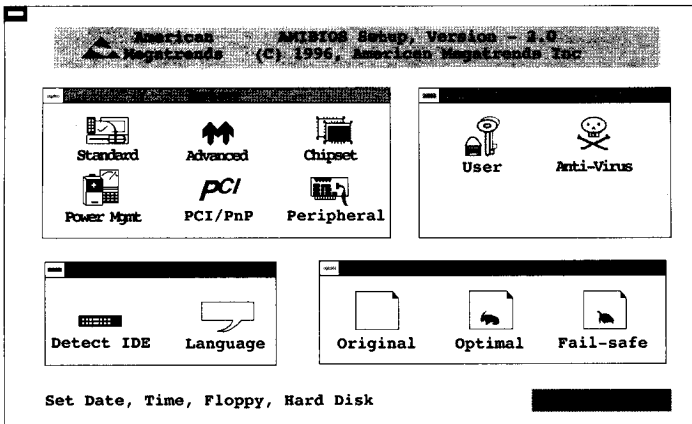 American AMIBIOS Setup, Version - 2.0
Megatrends (C) 1996, American Megatrends Inc
Standard Advanced Chipset
Power Mgmt PCI PCI/PnP Peripheral
User Anti-Virus
Detect IDE Language
Original Optimal Fail-safe
Set Date, Time, Floppy, Hard Disk